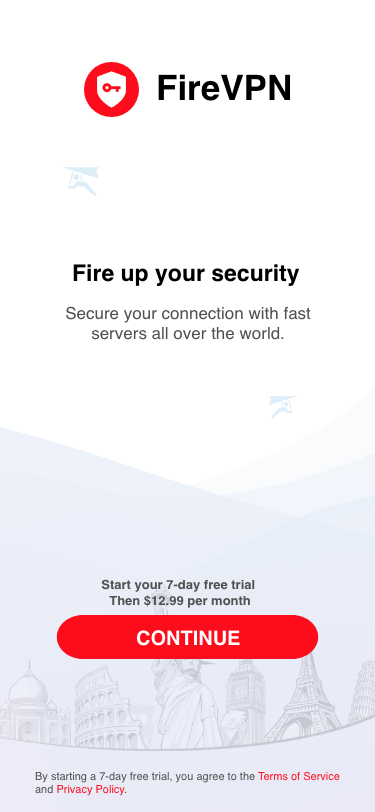 FireVPN
Fire up your security
Secure your connection with fast
servers all over the world.
Start your 7-day free trial
Then $12.99 per month
CONTINUE
By starting a 7-day free trial, you agree to the Terms of Service
and Privacy Policy.